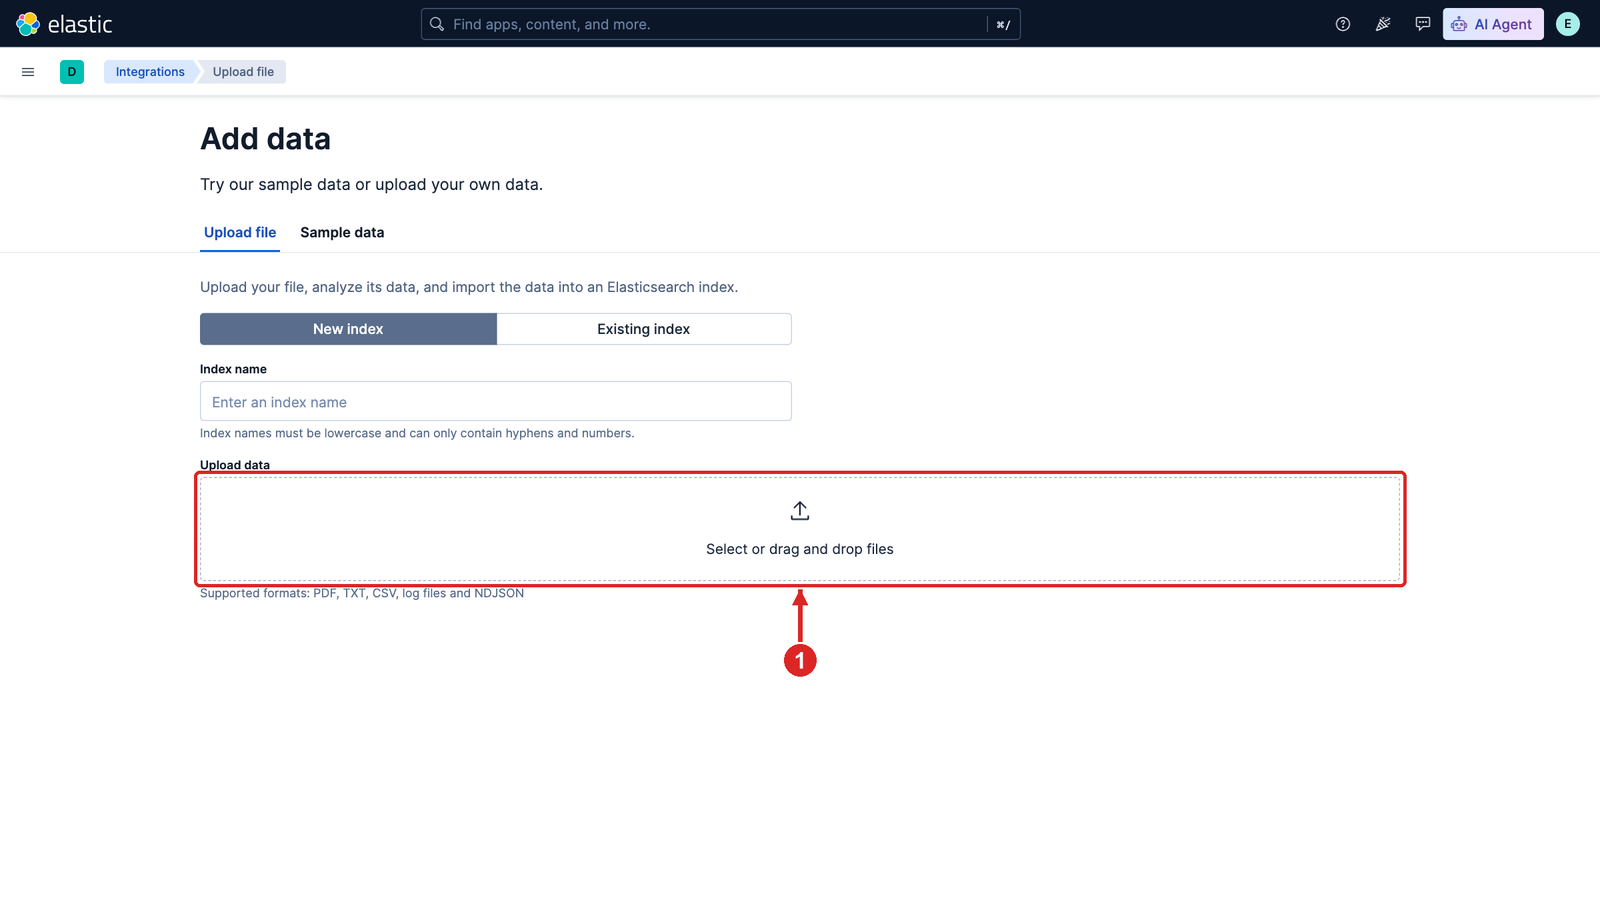 elastic
Find apps, content, and more.
⌘/
AI Agent
E
D
Integrations
Upload file
Add data
Try our sample data or upload your own data.
Upload file
Sample data
Upload your file, analyze its data, and import the data into an Elasticsearch index.
New index
Existing index
Index name
Enter an index name
Index names must be lowercase and can only contain hyphens and numbers.
Upload data
Select or drag and drop files
Supported formats: PDF, TXT, CSV, log files and NDJSON
1